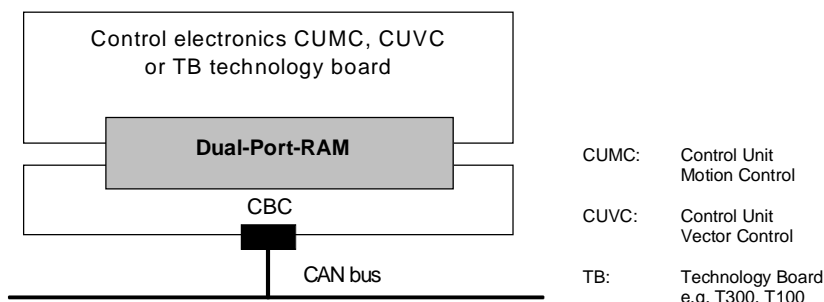 Control electronics CUMC, CUVC
or TB technology board
Dual-Port-RAM
CBC
CAN bus
CUMC: Control Unit
Motion Control
CUVC: Control Unit
Vector Control
TB: Technology Board
e.g. T300, T100